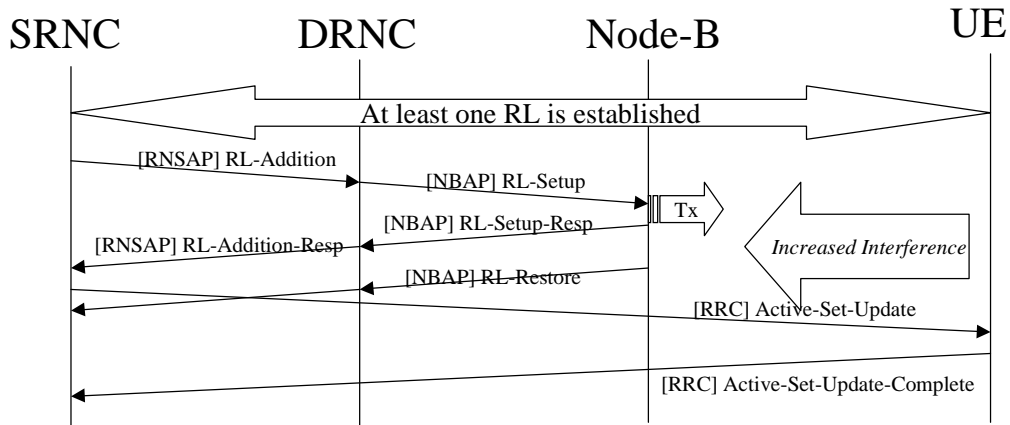 SRNC
DRNC
Node-B
UE
At least one RL is established
[RNSAP] RL-Addition
[NBAP] RL-Setup
Tx
[NBAP] RL-Setup-Resp
[RNSAP] RL-Addition-Resp
Increased Interference
[NBAP] RL-Restore
[RRC] Active-Set-Update
[RRC] Active-Set-Update-Complete